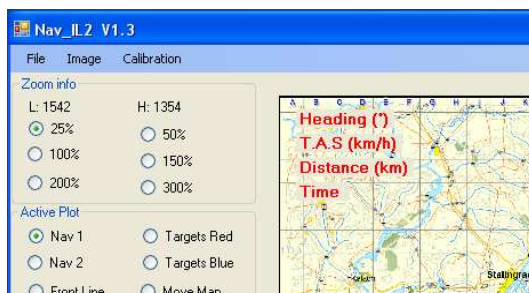 Nav_IL2 V1.3
File Image Calibration
Zoom info
L: 1542 H: 1354
25% 50%
100% 150%
200% 300%
Active Plot
Nav 1 Targets Red
Nav 2 Targets Blue
Front Line Move Map
A B C D E F G H I J K
Heading (°)
T.A.S (km/h)
Distance (km)
Time